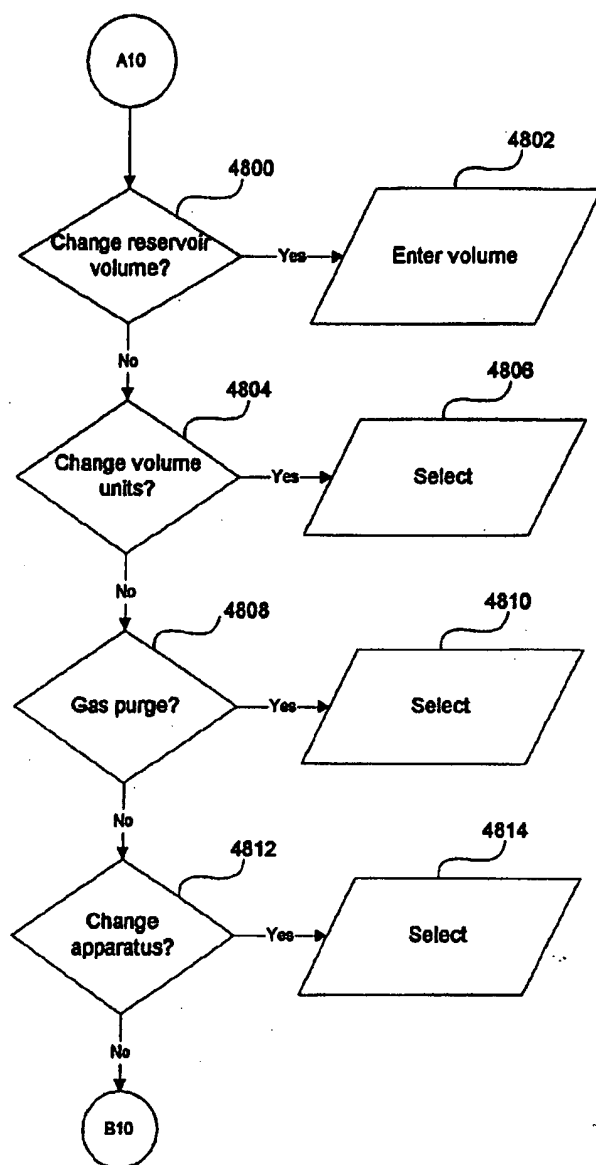 A10
4800
4802
Change reservoir
volume?
Yes
Enter volume
No
4804
4806
Change volume
units?
Yes
Select
No
4808
4810
Gas purge?
Yes
Select
No
4812
4814
Change
apparatus?
Yes
Select
No
B10